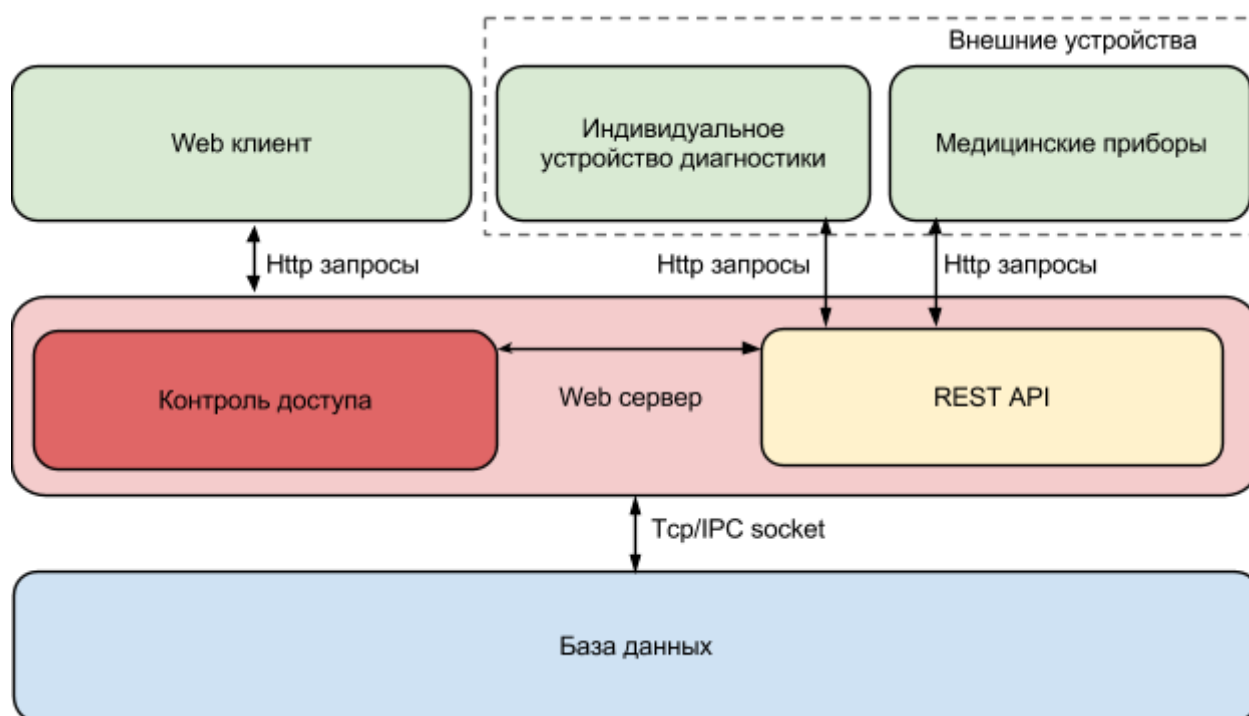 Внешние устройства
Web клиент
Индивидуальное
устройство диагностики
Медицинские приборы
Http запросы
Http запросы
Http запросы
Контроль доступа
Web сервер
REST API
Tcp/IPC socket
База данных